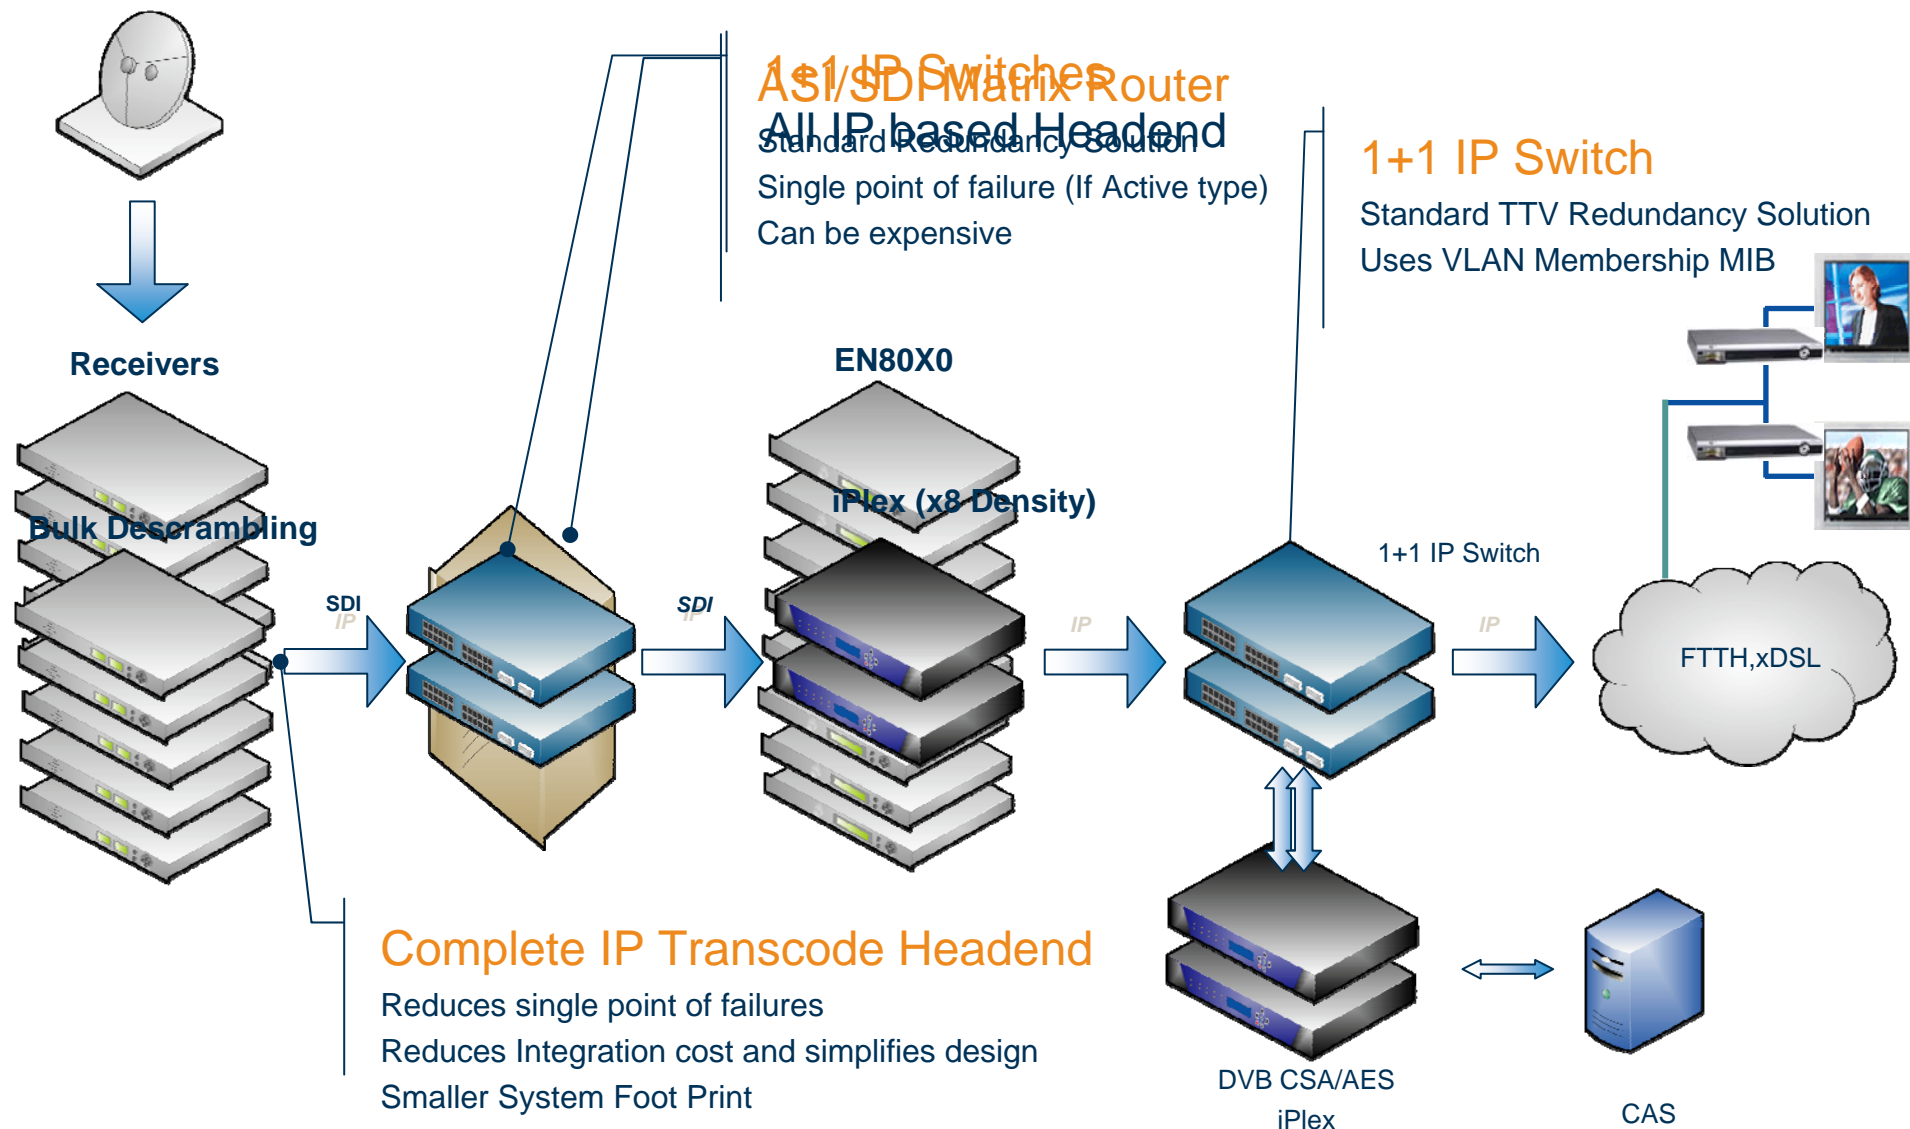 1+1 IP Switches
ASI/SDI Matrix Router
All IP based Headend
Standard Redundancy Solution
Single point of failure (If Active type)
Can be expensive
1+1 IP Switch
Standard TTV Redundancy Solution
Uses VLAN Membership MIB
Receivers
EN80X0
Bulk Descrambling
iPlex (x8 Density)
1+1 IP Switch
SDI
IP
SDI
IP
IP
IP
FTTH,xDSL
Complete IP Transcode Headend
Reduces single point of failures
Reduces Integration cost and simplifies design
Smaller System Foot Print
DVB CSA/AES
iPlex
CAS